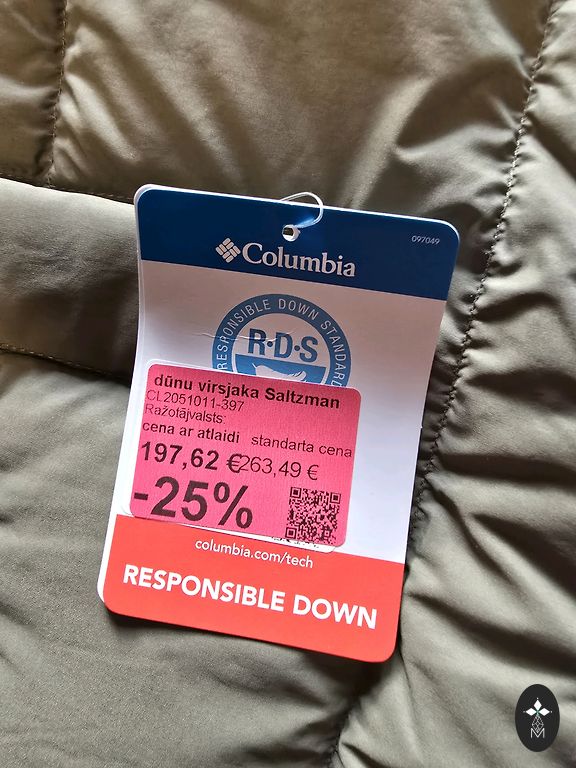 097049
Columbia
RESPONSIBLE DOWN STANDARD
R·D·S
dūnu virsjaka Saltzman
CL2051011-397
Ražotājvalsts:
cena ar atlaidi standarta cena
197,62 € 263,49 €
-25%
columbia.com/tech
RESPONSIBLE DOWN
M